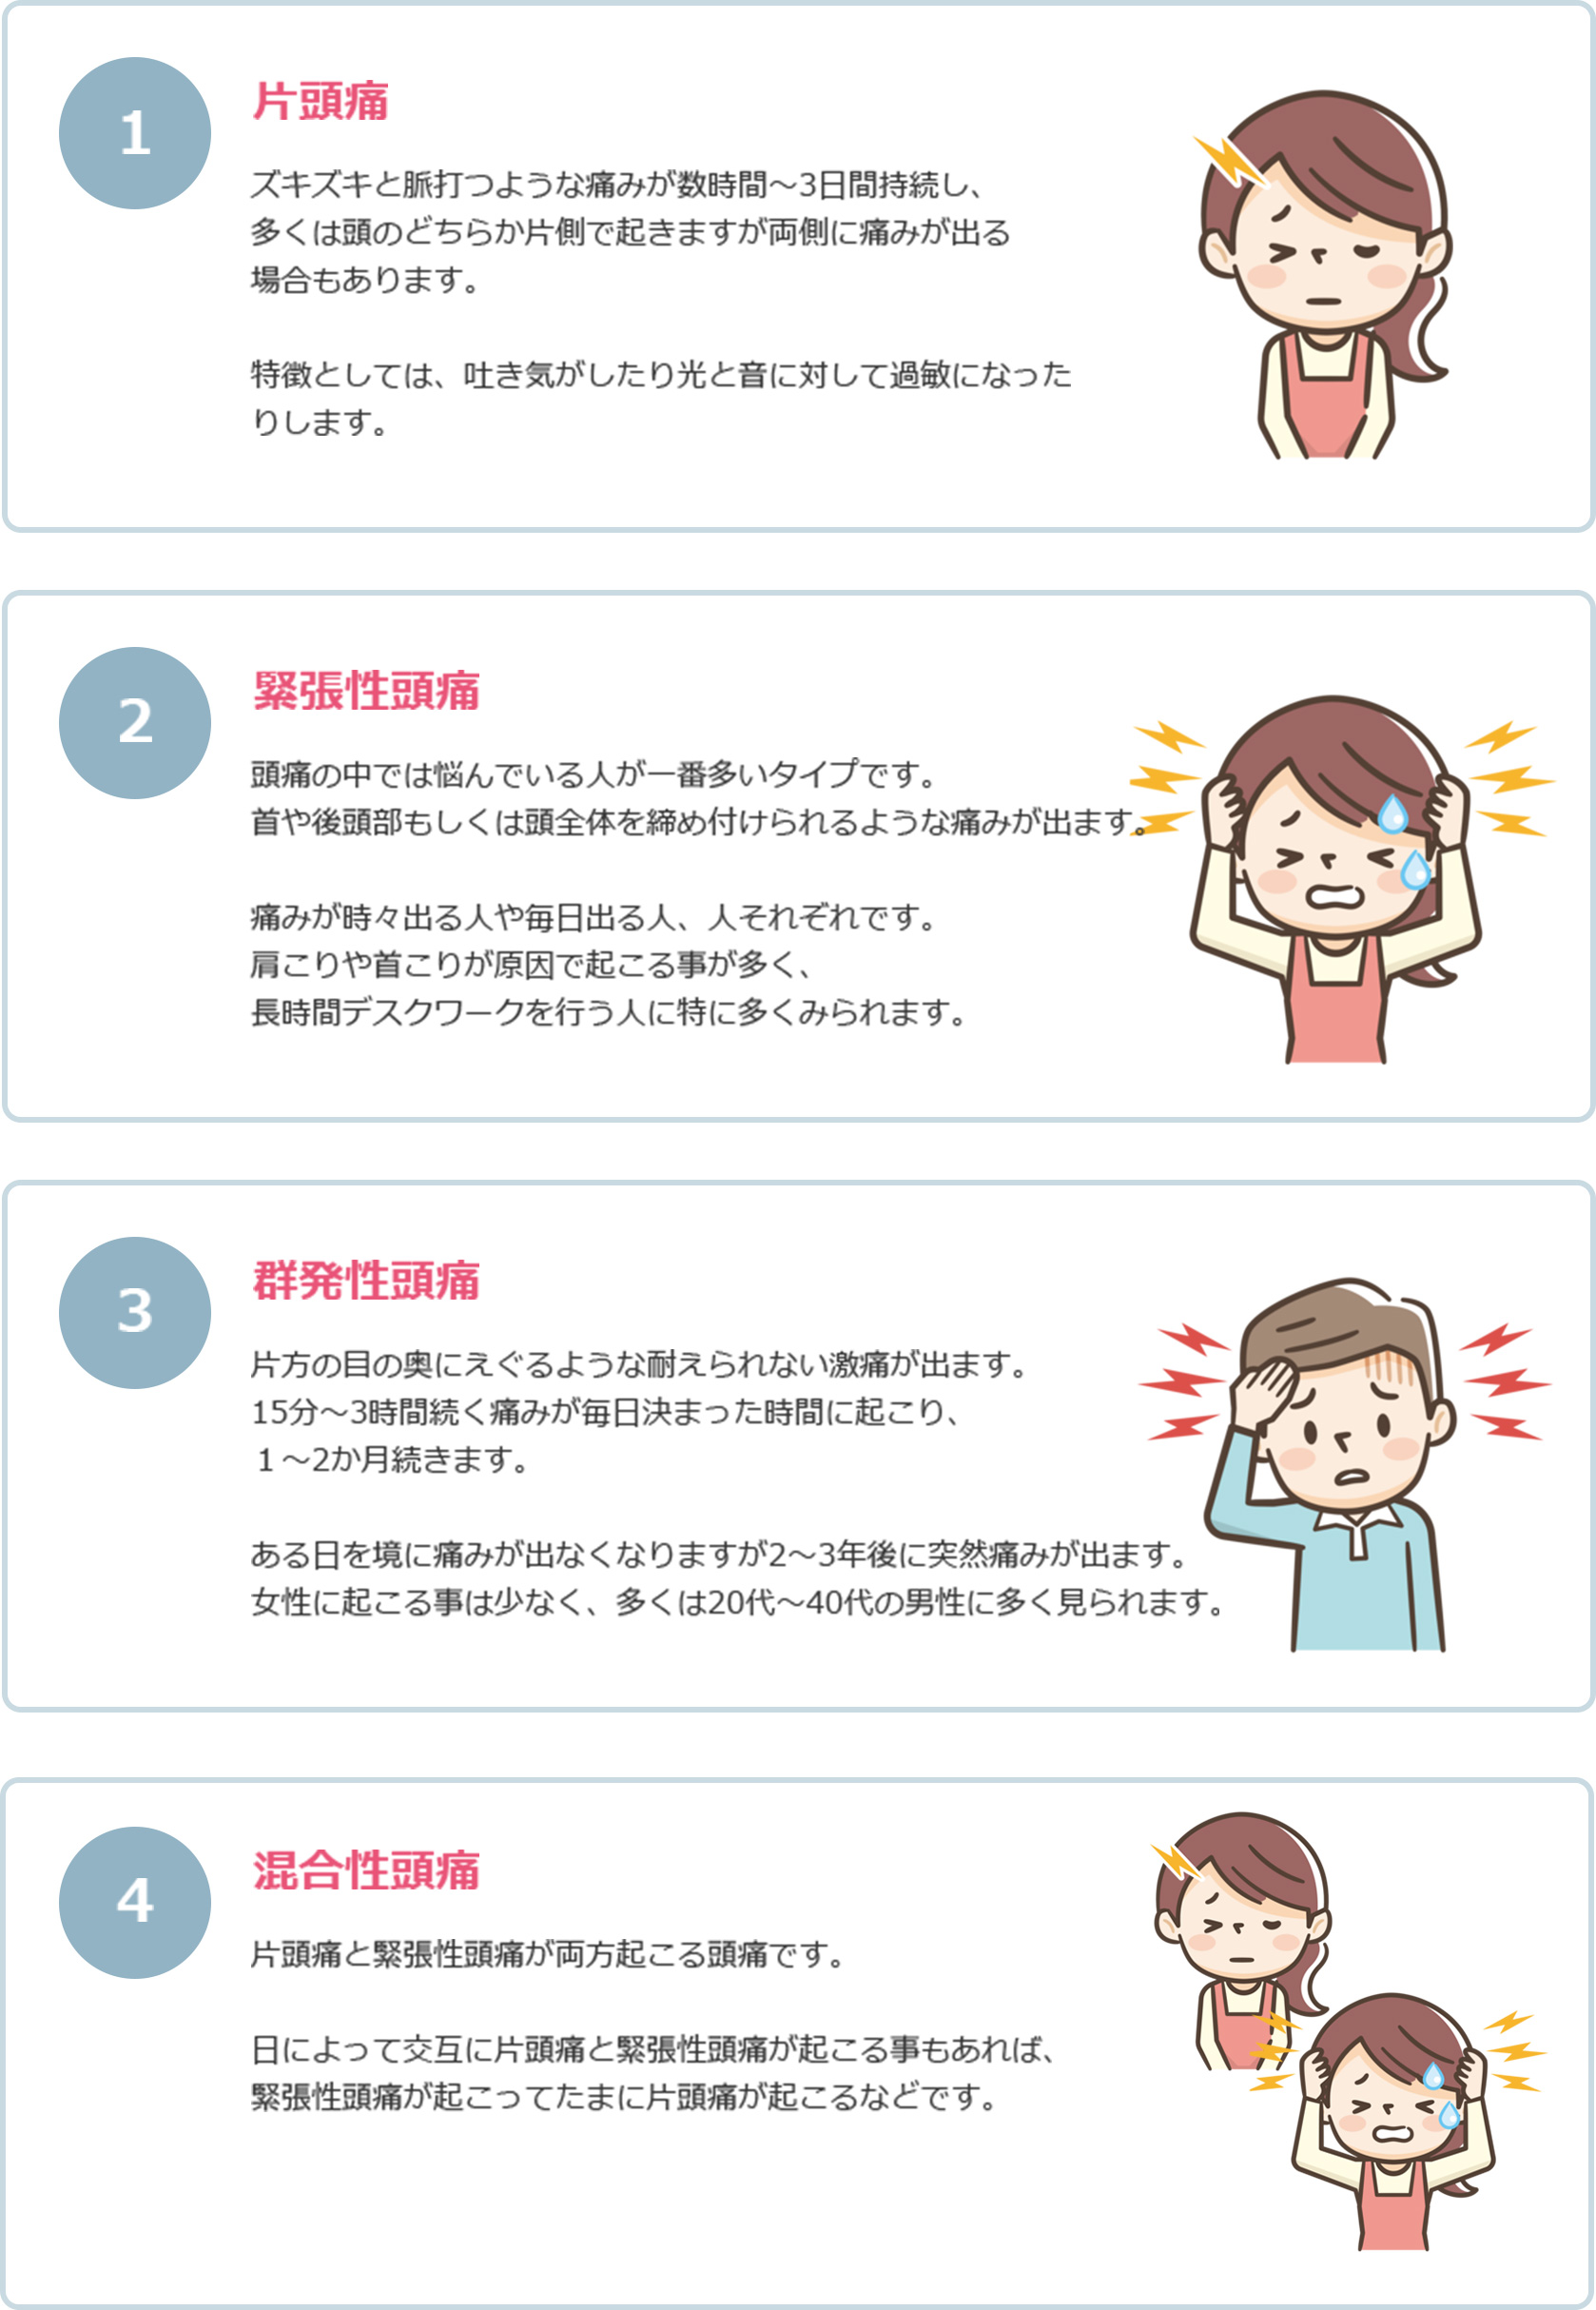 1
片頭痛
ズキズキと脈打つような痛みが数時間～3日間持続し、
多くは頭のどちらか片側で起きますが両側に痛みが出る
場合もあります。
特徴としては、吐き気がしたり光と音に対して過敏になった
りします。
2
緊張性頭痛
頭痛の中では悩んでいる人が一番多いタイプです。
首や後頭部もしくは頭全体を締め付けられるような痛みが出ます。
痛みが時々出る人や毎日出る人、人それぞれです。
肩こりや首こりが原因で起こる事が多く、
長時間デスクワークを行う人に特に多くみられます。
3
群発性頭痛
片方の目の奥にえぐるような耐えられない激痛が出ます。
15分～3時間続く痛みが毎日決まった時間に起こり、
１～2か月続きます。
ある日を境に痛みが出なくなりますが2～3年後に突然痛みが出ます。
女性に起こる事は少なく、多くは20代～40代の男性に多く見られます。
4
混合性頭痛
片頭痛と緊張性頭痛が両方起こる頭痛です。
日によって交互に片頭痛と緊張性頭痛が起こる事もあれば、
緊張性頭痛が起こってたまに片頭痛が起こるなどです。